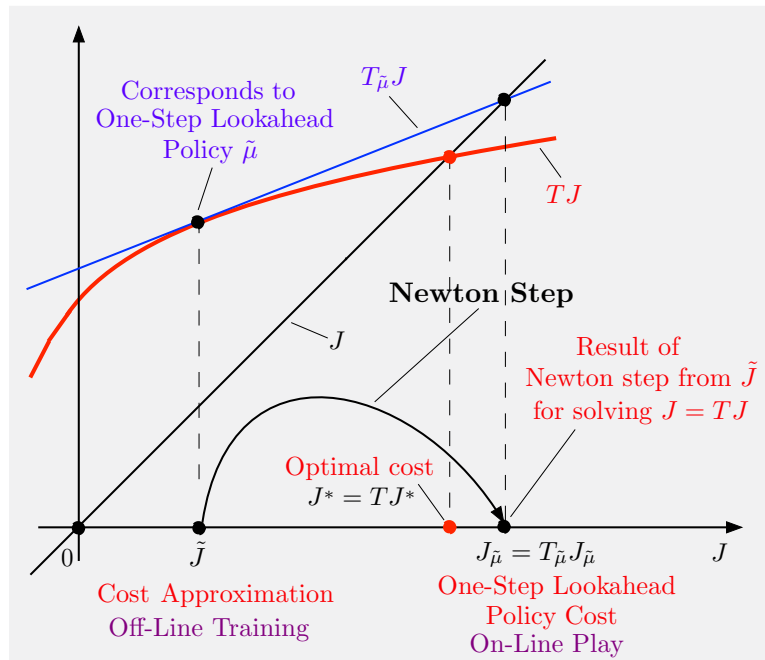 Corresponds to
One-Step Lookahead
Policy μ̃
T_μ̃ J
TJ
Newton Step
J
Result of
Newton step from J̃
for solving J = TJ
Optimal cost
J* = TJ*
0
J̃
J_μ̃ = T_μ̃ J_μ̃
J
Cost Approximation
Off-Line Training
One-Step Lookahead
Policy Cost
On-Line Play